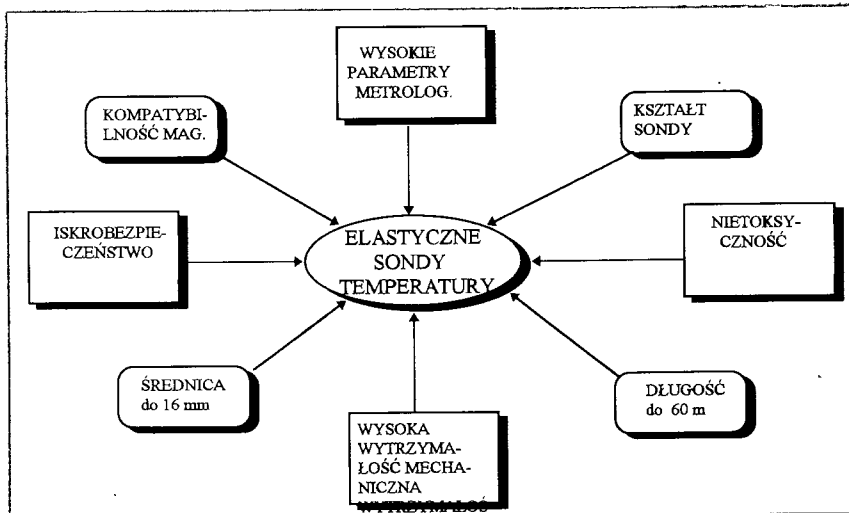 WYSOKIE
PARAMETRY
METROLOG.
KOMPATYBI-
LNOŚĆ MAG.
KSZTAŁT
SONDY
ISKROBEZPIE-
CZEŃSTWO
ELASTYCZNE
SONDY
TEMPERATURY
NIETOKSY-
CZNOŚĆ
ŚREDNICA
do 16 mm
WYSOKA
WYTRZYMA-
ŁOŚĆ MECHA-
NICZNA
WYTRZYMAŁOŚ
DŁUGOŚĆ
do 60 m